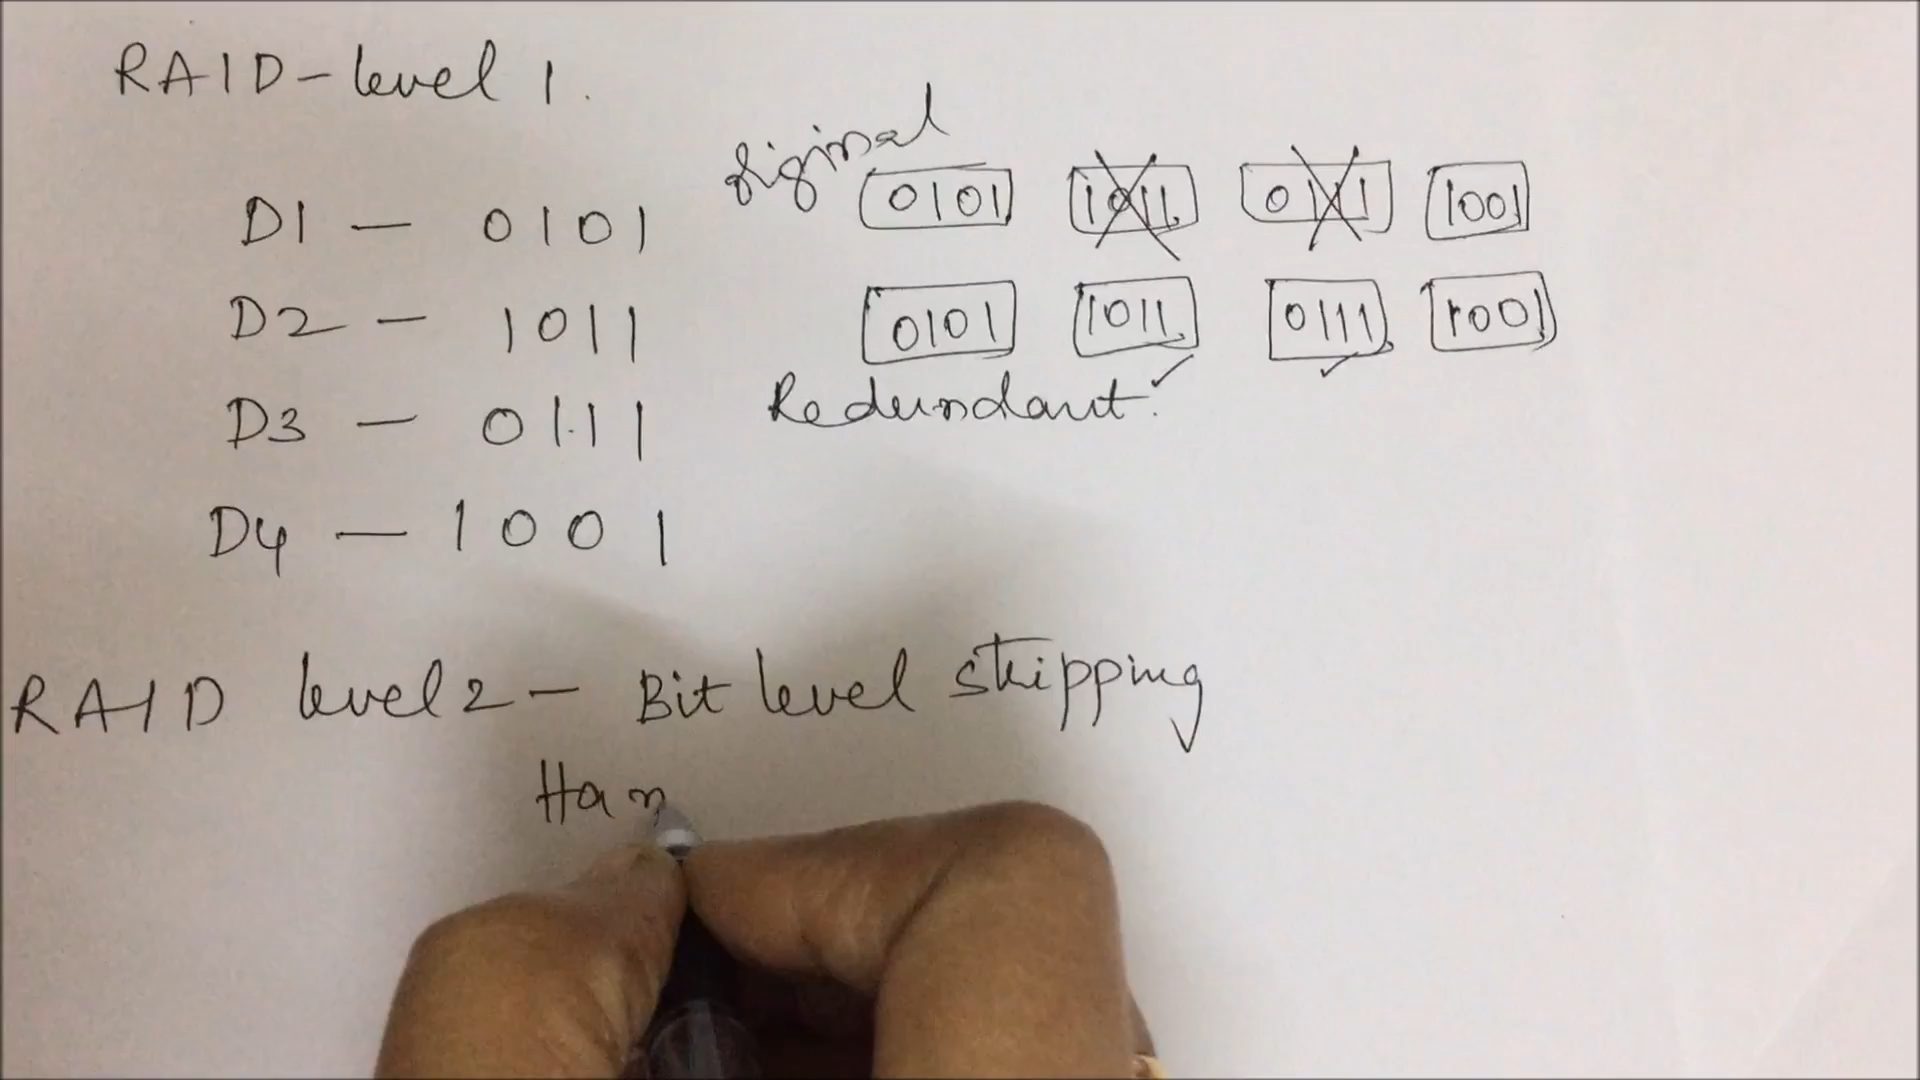 RAID-level 1.
Original
0101 1011 0111 1001
D1 - 0101
0101 1011 0111 1001
D2 - 1011
Redundant.
D3 - 0111
D4 - 1001
RAID level 2 - Bit level stripping
Ham